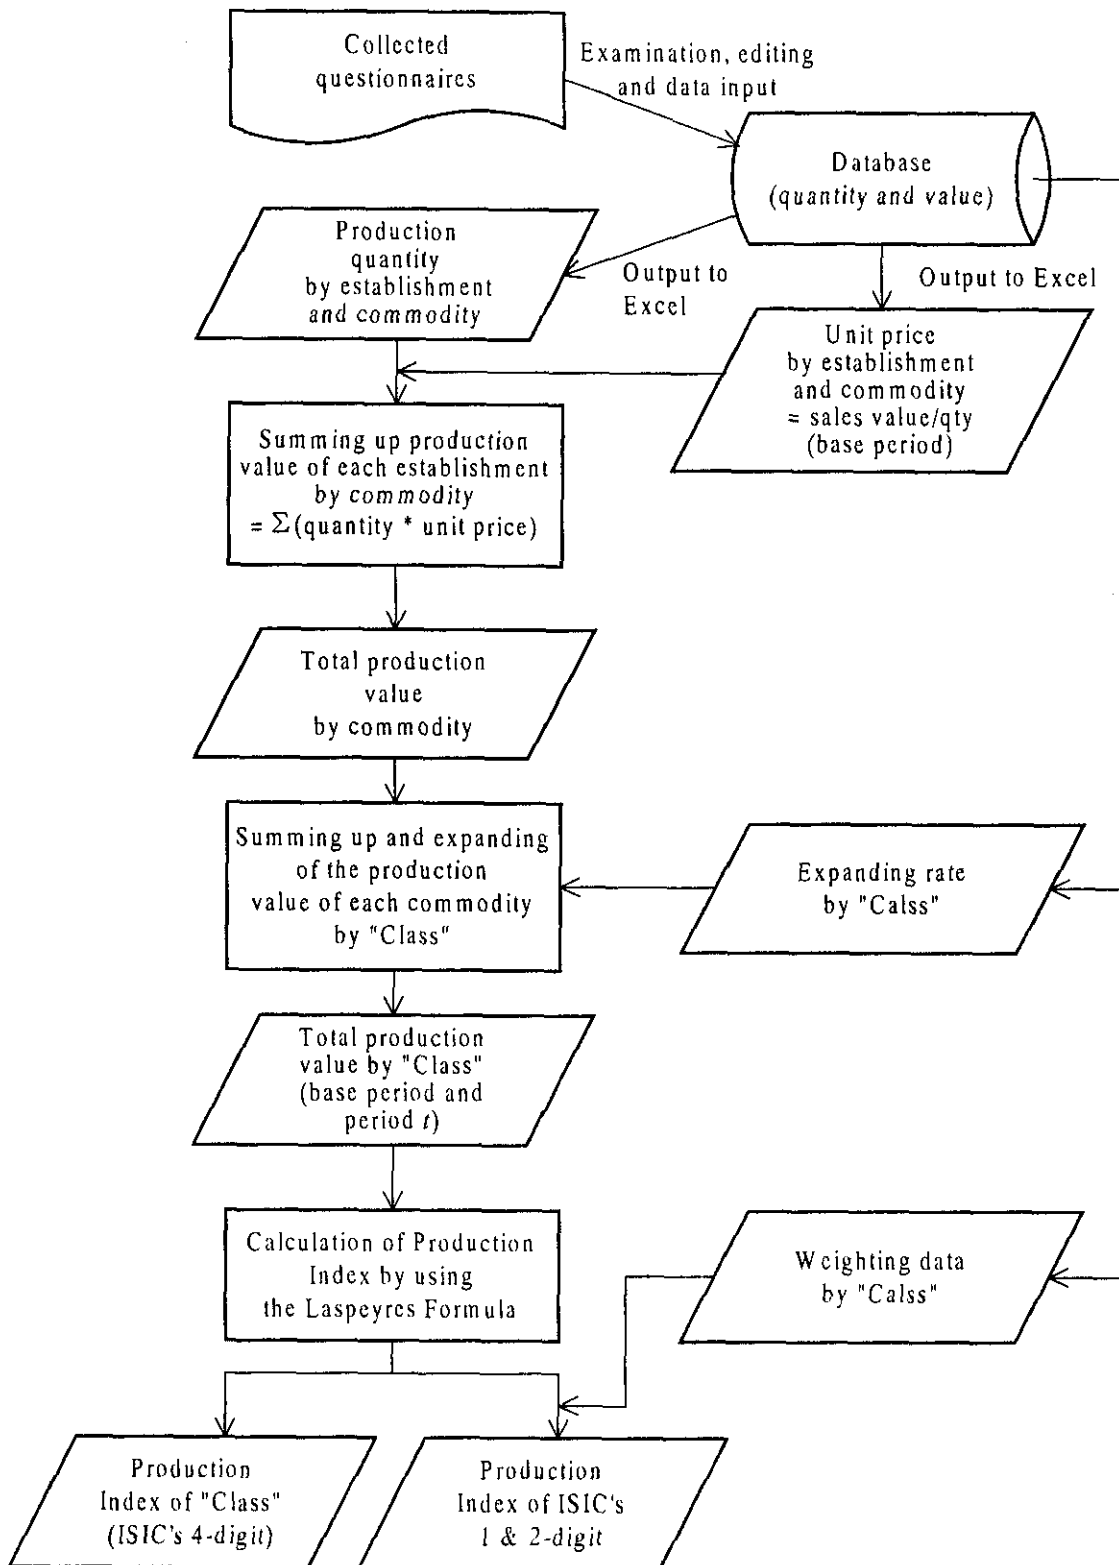 Collected
questionnaires
Examination, editing
and data input
Database
(quantity and value)
Production
quantity
by establishment
and commodity
Output to
Excel
Output to Excel
Unit price
by establishment
and commodity
= sales value/qty
(base period)
Summing up production
value of each establishment
by commodity
= Σ(quantity * unit price)
Total production
value
by commodity
Summing up and expanding
of the production
value of each commodity
by "Class"
Expanding rate
by "Calss"
Total production
value by "Class"
(base period and
period t)
Calculation of Production
Index by using
the Laspeyres Formula
Weighting data
by "Calss"
Production
Index of "Class"
(ISIC's 4-digit)
Production
Index of ISIC's
1 & 2-digit